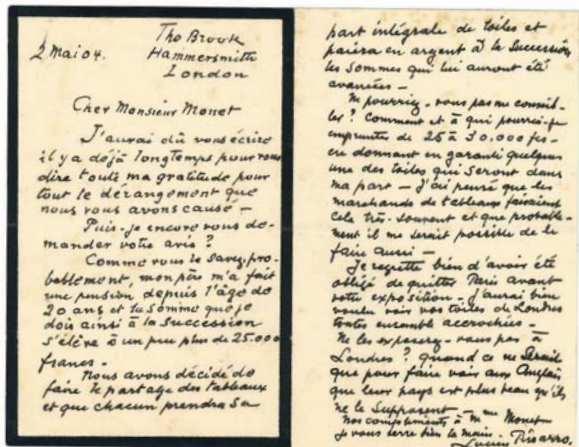 The Brook
2 Mai 04. Hammersmith
London
Cher Monsieur Monet
J'aurai dû vous écrire
il y a déjà longtemps pour vous
dire toute ma gratitude pour
tout le dérangement que
nous vous avons causé –
Puis-je encore vous de-
mander votre avis ?
Comme vous le savez, pro-
bablement, mon père m'a fait
une pension depuis l'âge de
20 ans et la somme que je
dois ainsi à la succession
s'élève à un peu plus de 25.000
francs –
Nous avons décidé de
faire le partage des tableaux
et que chacun prendra sa
part intégrale de toiles et
paiera en argent à la succession
les sommes qui lui auront été
avancées –
Ne pourriez-vous pas me conseil-
ler ? Comment et à qui pourrai-je
emprunter de 25 à 30.000 fcs –
en donnant en garanti quelques
une des toiles qui seront dans
ma part – j'ai pensé que les
marchands de tableaux faisaient
cela très-souvent et que probable-
ment il me serait possible de le
faire aussi –
Je regrette bien d'avoir été
obligé de quitter Paris avant
votre exposition – J'aurai bien
voulu voir vos toiles de Londres
toutes ensemble accrochées –
Ne les exposerez-vous pas à
Londres ? quand ce ne serait
que pour faire voir aux Anglais
que leur pays est plus beau qu'ils
ne le supposent –
Nos compliments à Mme Monet
je vous serre bien la main – Lucien Pissarro